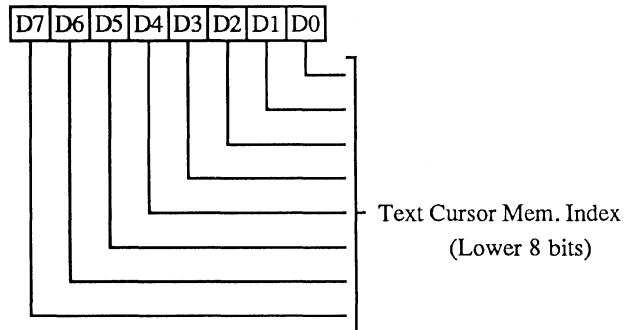 D7 D6 D5 D4 D3 D2 D1 D0
Text Cursor Mem. Index
(Lower 8 bits)